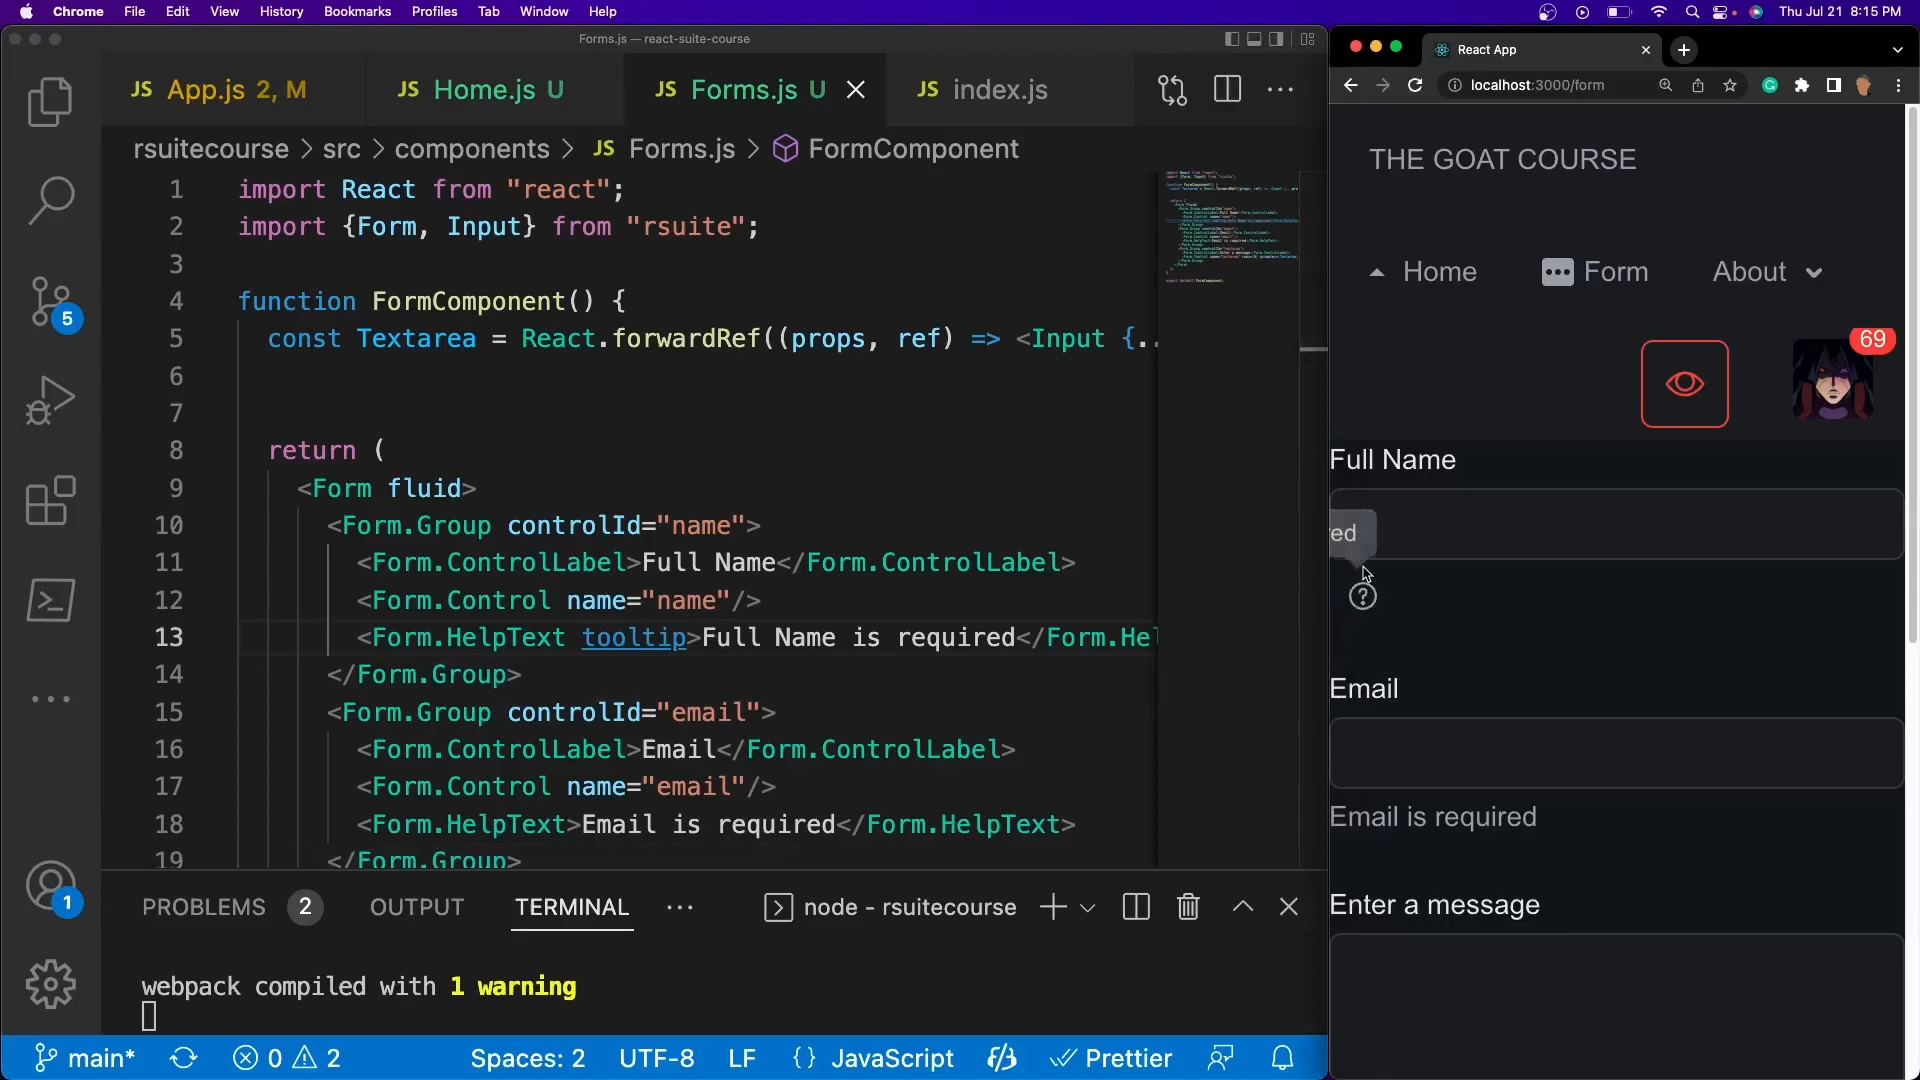 Chrome File Edit View History Bookmarks Profiles Tab Window Help Thu Jul 21 8:15 PM
Forms.js — react-suite-course
JS App.js 2, M JS Home.js U JS Forms.js U JS index.js
rsuitecourse > src > components > JS Forms.js > FormComponent
1 import React from "react";
2 import {Form, Input} from "rsuite";
3
4 function FormComponent() {
5 const Textarea = React.forwardRef((props, ref) => <Input {..
6
7
8 return (
9 <Form fluid>
10 <Form.Group controlId="name">
11 <Form.ControlLabel>Full Name</Form.ControlLabel>
12 <Form.Control name="name"/>
13 <Form.HelpText tooltip>Full Name is required</Form.Hel
14 </Form.Group>
15 <Form.Group controlId="email">
16 <Form.ControlLabel>Email</Form.ControlLabel>
17 <Form.Control name="email"/>
18 <Form.HelpText>Email is required</Form.HelpText>
19 </Form.Group>
5
1
PROBLEMS 2 OUTPUT TERMINAL node - rsuitecourse
webpack compiled with 1 warning
main* 0 2 Spaces: 2 UTF-8 LF {} JavaScript Prettier
React App
localhost:3000/form
THE GOAT COURSE
Home Form About
69
Full Name
red
Email
Email is required
Enter a message